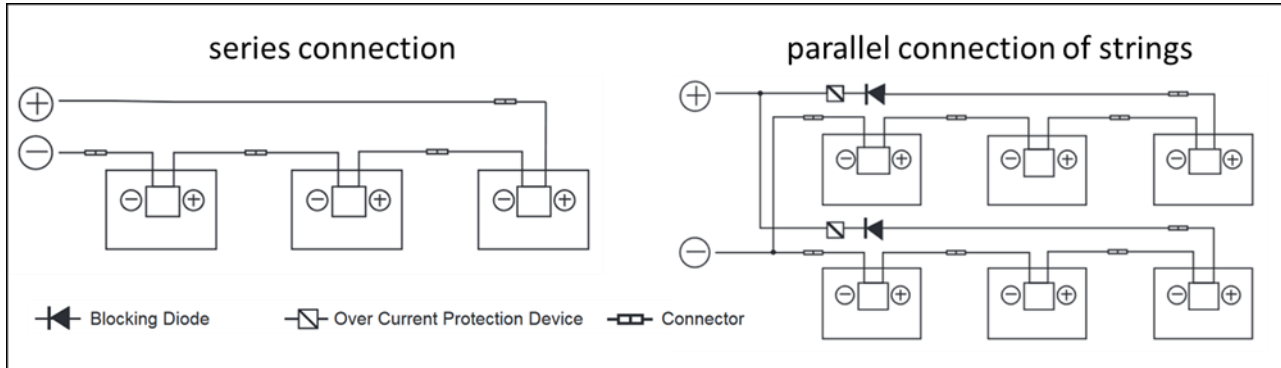 series connection
parallel connection of strings
+
−
− +
− +
− +
+
− +
− +
− +
−
− +
− +
− +
Blocking Diode
Over Current Protection Device
Connector